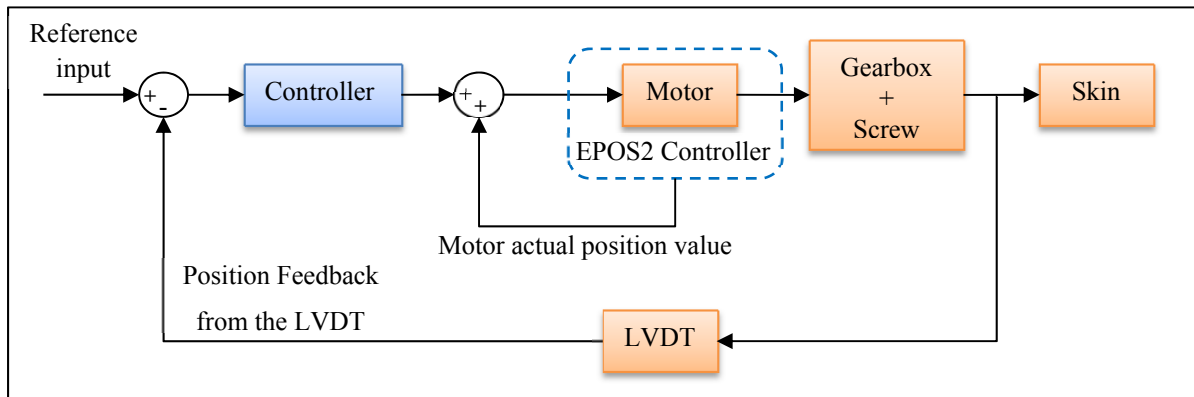 Reference
input
+
-
Controller
+
+
Motor
EPOS2 Controller
Gearbox
+
Screw
Skin
Motor actual position value
Position Feedback
from the LVDT
LVDT